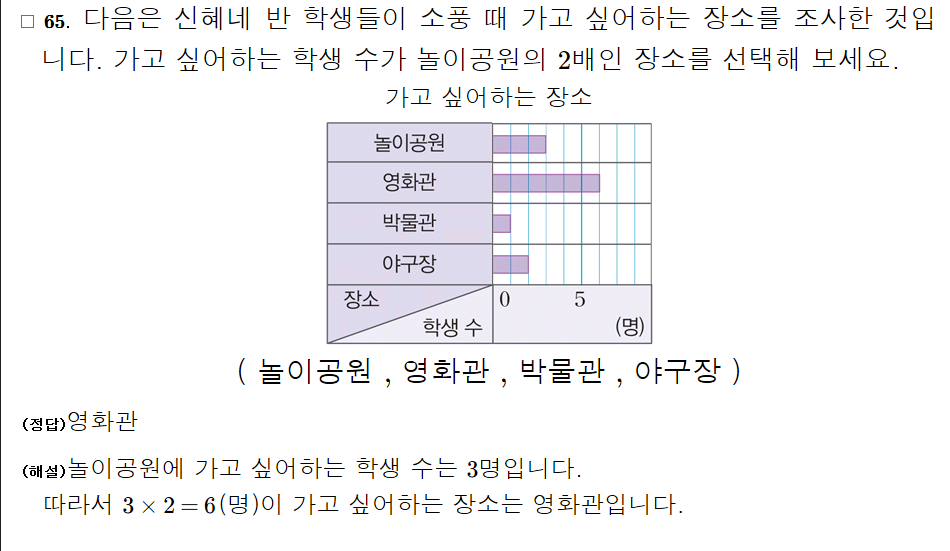 □ 65. 다음은 신혜네 반 학생들이 소풍 때 가고 싶어하는 장소를 조사한 것입
니다. 가고 싶어하는 학생 수가 놀이공원의 2배인 장소를 선택해 보세요.
가고 싶어하는 장소
놀이공원
영화관
박물관
야구장
장소 0 5
학생 수 (명)
( 놀이공원 , 영화관 , 박물관 , 야구장 )
(정답)영화관
(해설)놀이공원에 가고 싶어하는 학생 수는 3명입니다.
따라서 3 × 2 = 6(명)이 가고 싶어하는 장소는 영화관입니다.